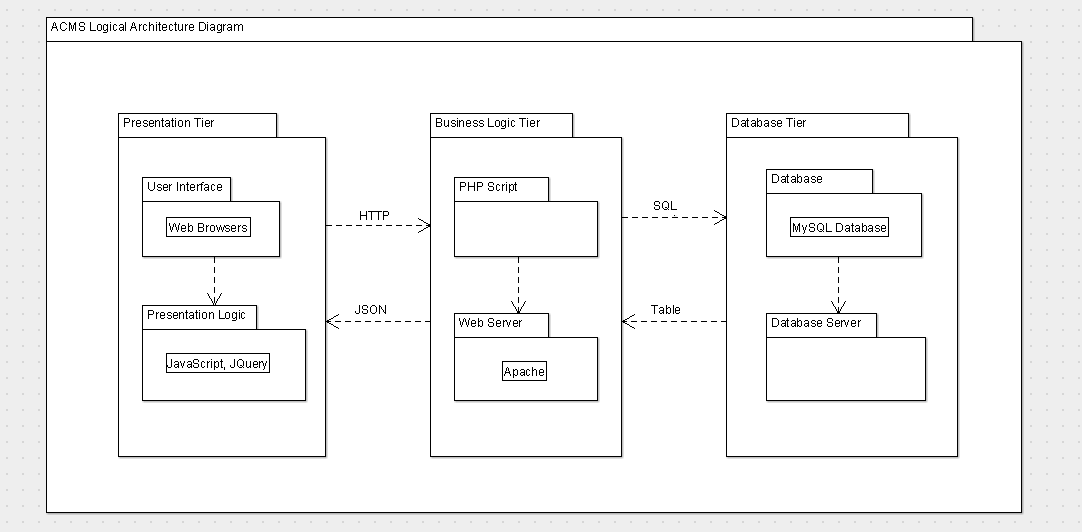 ACMS Logical Architecture Diagram
Presentation Tier
User Interface
Web Browsers
Presentation Logic
JavaScript, JQuery
HTTP
JSON
Business Logic Tier
PHP Script
Web Server
Apache
SQL
Table
Database Tier
Database
MySQL Database
Database Server